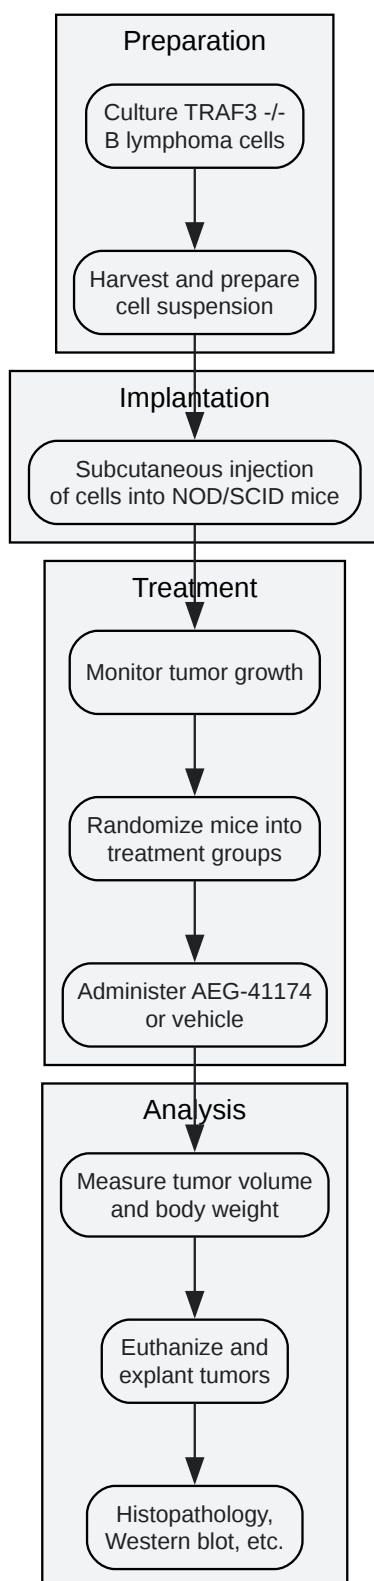 Preparation
Culture TRAF3 -/-
B lymphoma cells
Harvest and prepare
cell suspension
Implantation
Subcutaneous injection
of cells into NOD/SCID mice
Treatment
Monitor tumor growth
Randomize mice into
treatment groups
Administer AEG-41174
or vehicle
Analysis
Measure tumor volume
and body weight
Euthanize and
explant tumors
Histopathology,
Western blot, etc.